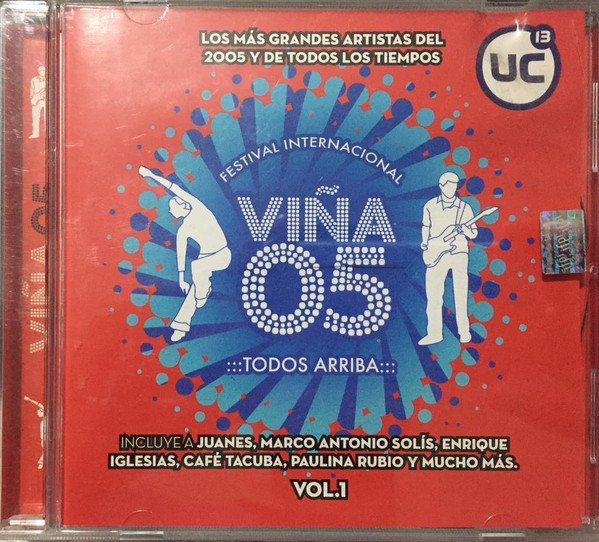 LOS MÁS GRANDES ARTISTAS DEL
2005 Y DE TODOS LOS TIEMPOS
13
UC
FESTIVAL INTERNACIONAL
VIÑA
05
:::TODOS ARRIBA:::
INCLUYE A JUANES, MARCO ANTONIO SOLÍS, ENRIQUE
IGLESIAS, CAFÉ TACUBA, PAULINA RUBIO Y MUCHO MÁS.
VOL.1
VIÑA 05